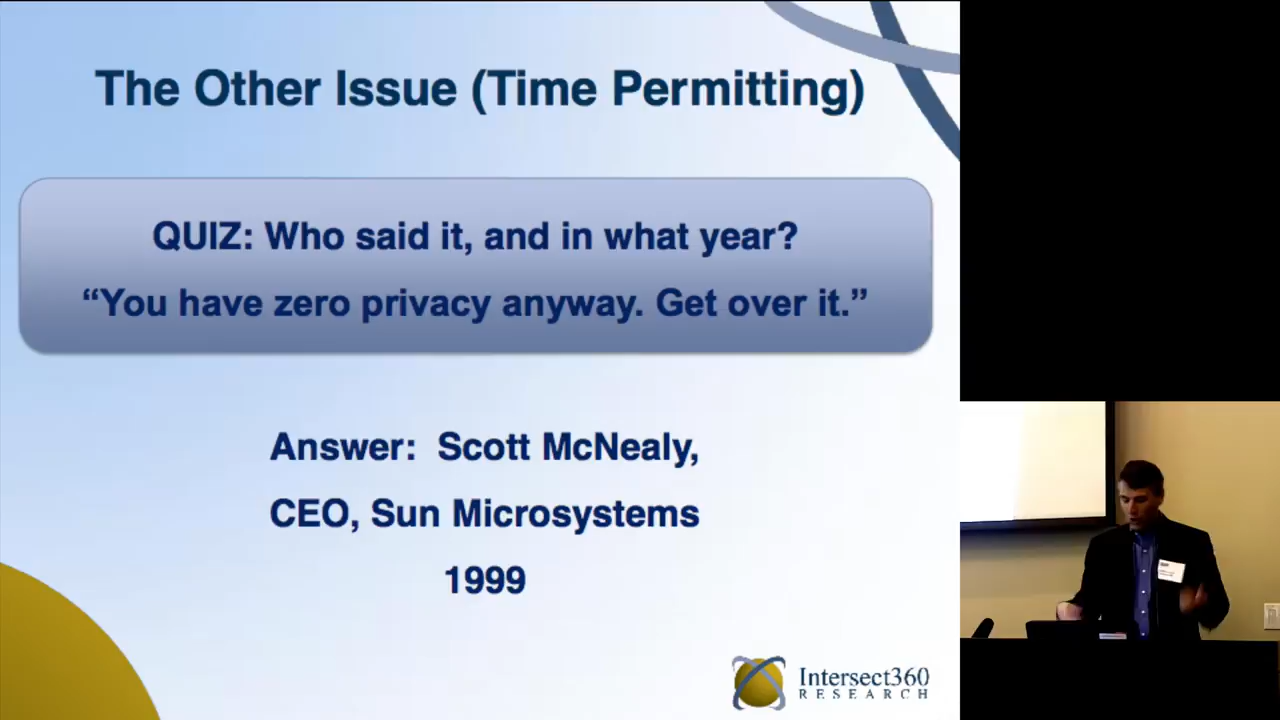 The Other Issue (Time Permitting)
QUIZ: Who said it, and in what year?
“You have zero privacy anyway. Get over it.”
Answer: Scott McNealy,
CEO, Sun Microsystems
1999
Intersect360
RESEARCH